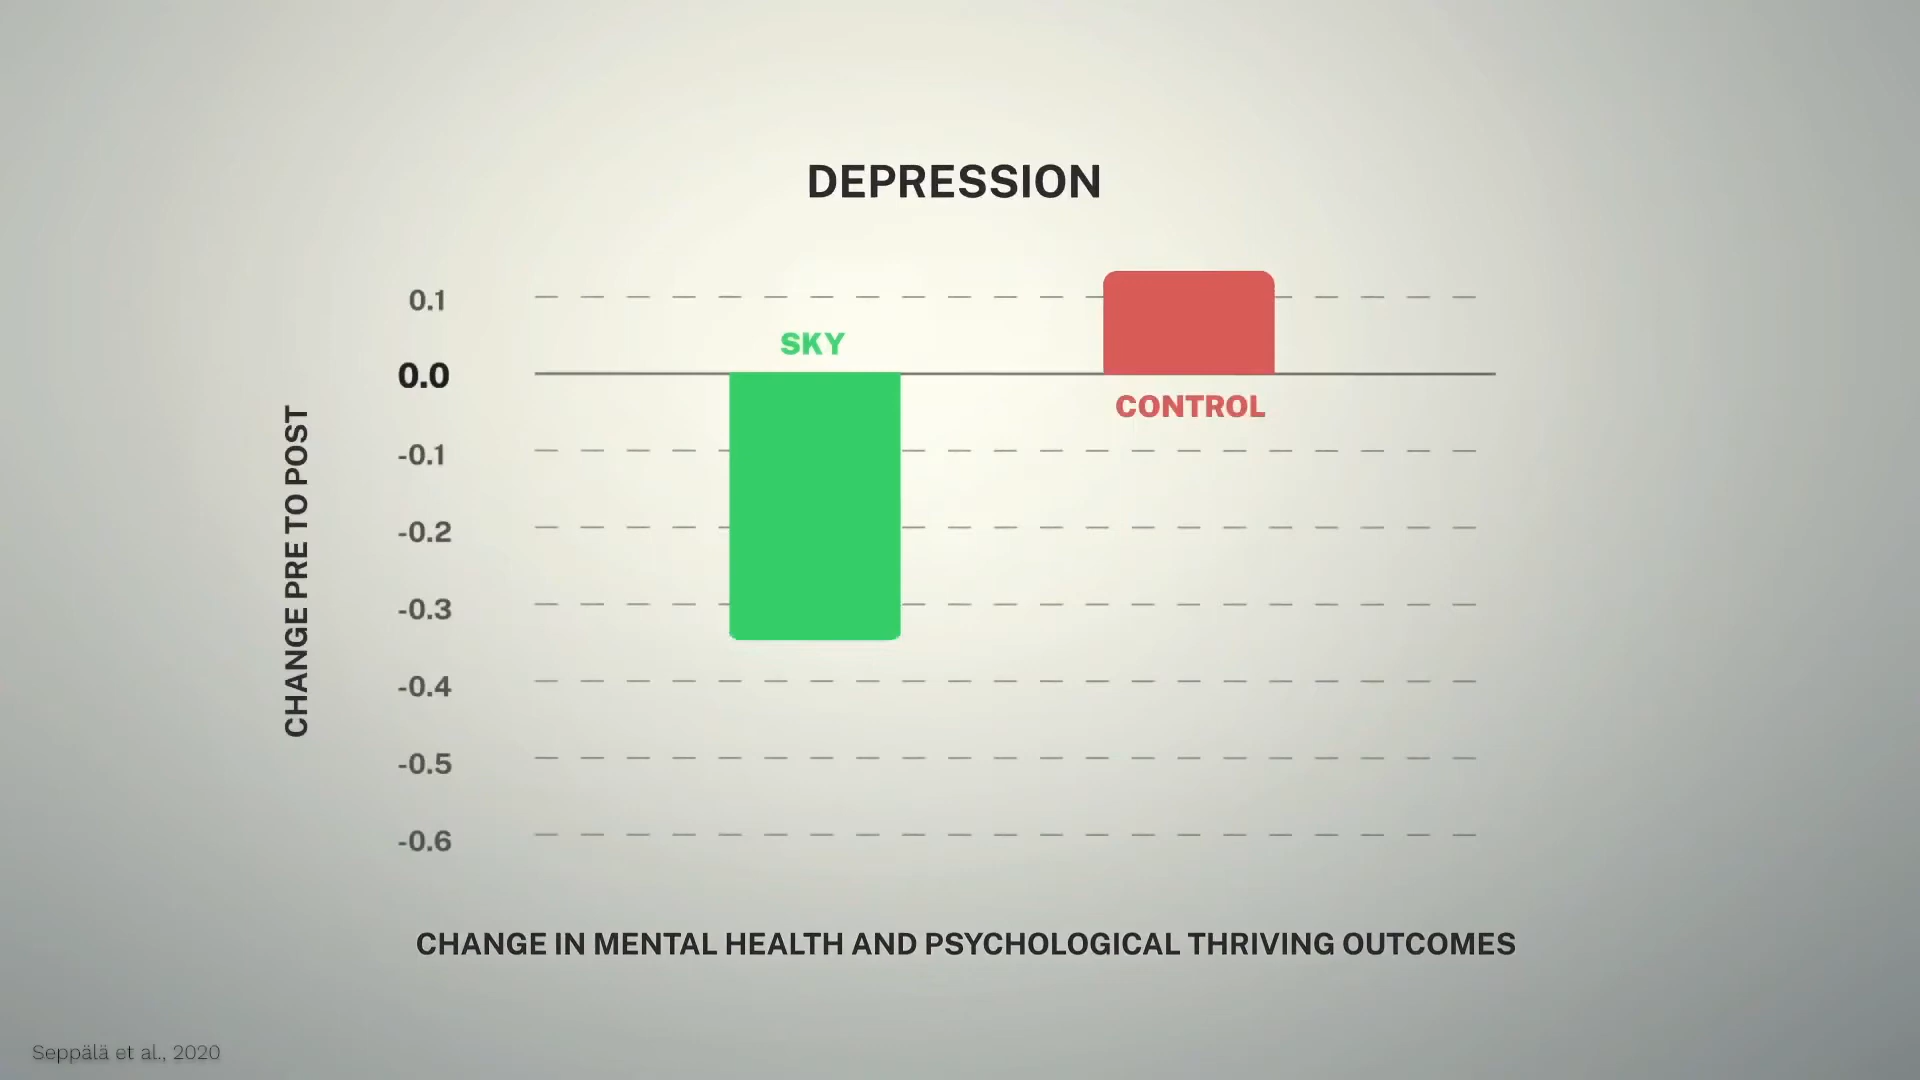 DEPRESSION
0.1
SKY
0.0
CONTROL
-0.1
-0.2
-0.3
-0.4
-0.5
-0.6
CHANGE PRE TO POST
CHANGE IN MENTAL HEALTH AND PSYCHOLOGICAL THRIVING OUTCOMES
Seppälä et al., 2020